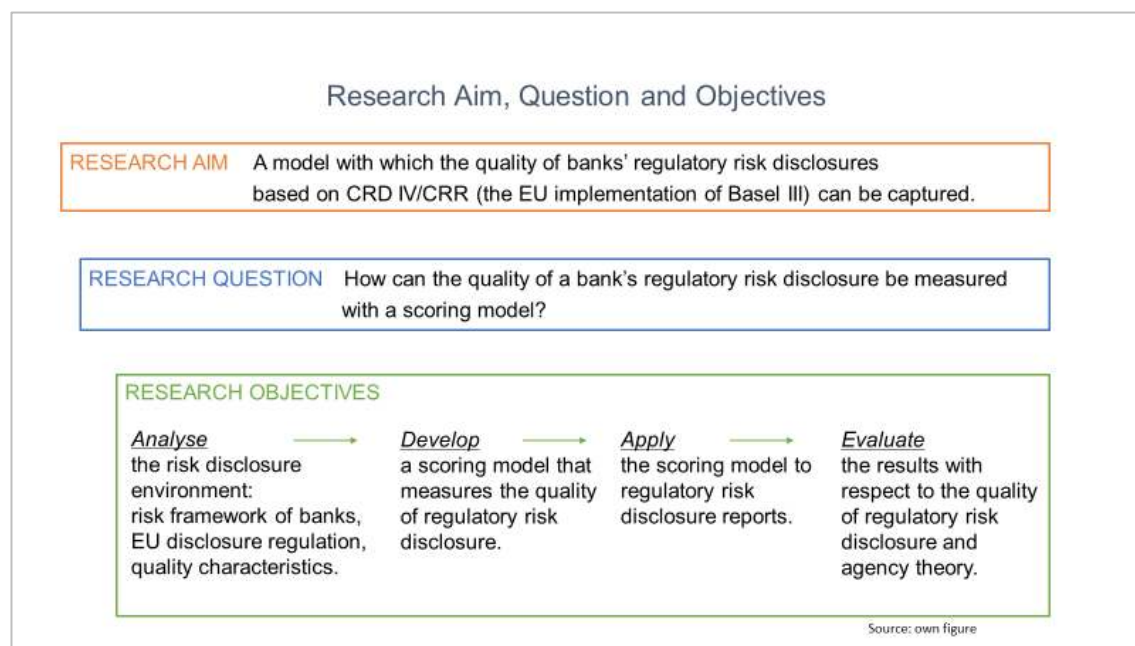 Research Aim, Question and Objectives
RESEARCH AIM A model with which the quality of banks' regulatory risk disclosures
based on CRD IV/CRR (the EU implementation of Basel III) can be captured.
RESEARCH QUESTION How can the quality of a bank's regulatory risk disclosure be measured
with a scoring model?
RESEARCH OBJECTIVES
Analyse
the risk disclosure
environment:
risk framework of banks,
EU disclosure regulation,
quality characteristics.
Develop
a scoring model that
measures the quality
of regulatory risk
disclosure.
Apply
the scoring model to
regulatory risk
disclosure reports.
Evaluate
the results with
respect to the quality
of regulatory risk
disclosure and
agency theory.
Source: own figure